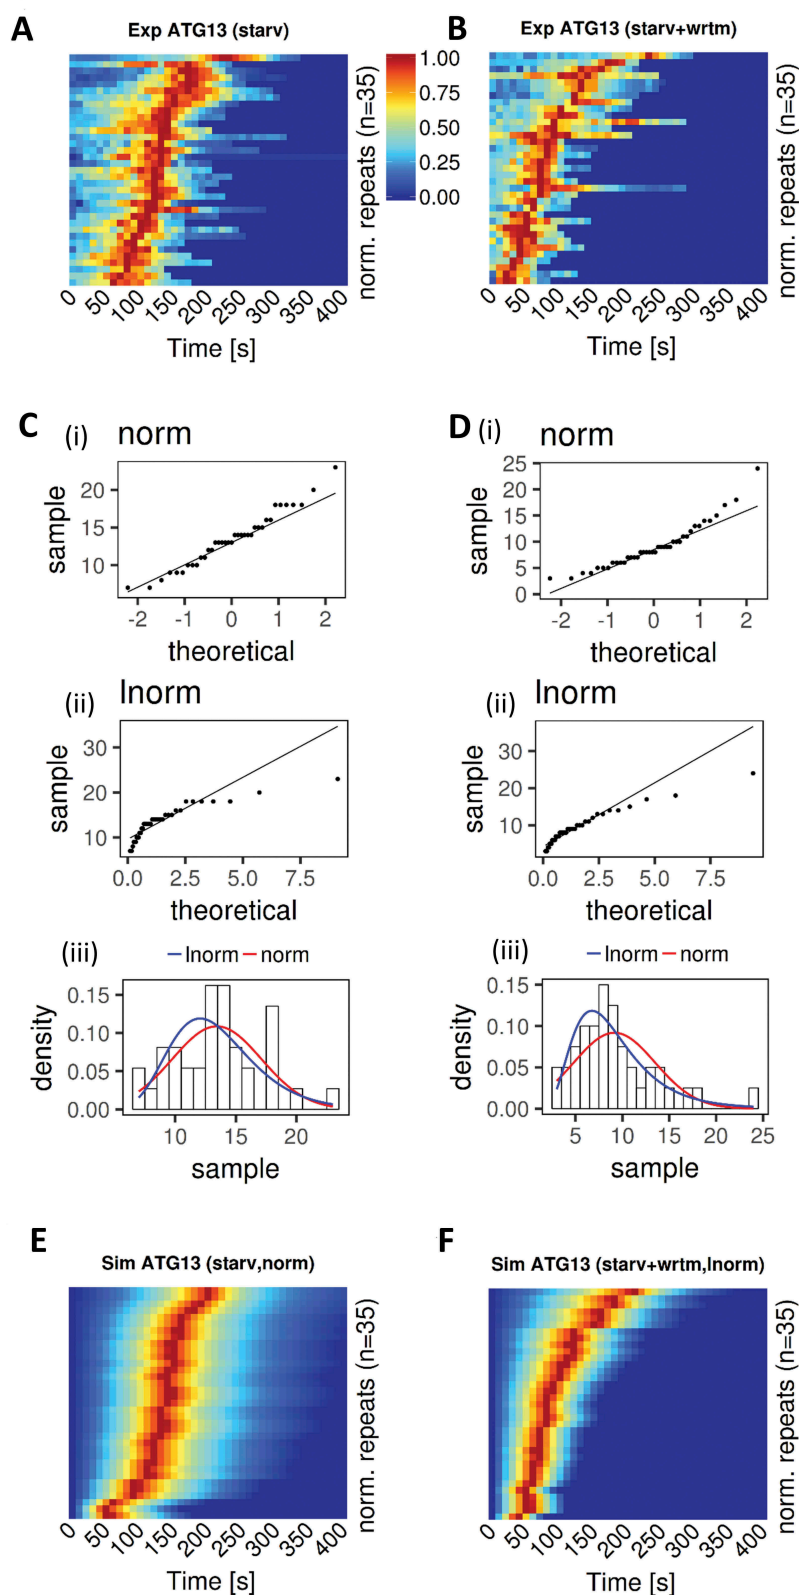 A
Exp ATG13 (starv)
1.00
0.75
0.50
0.25
0.00
norm. repeats (n=35)
0 50 100 150 200 250 300 350 400
Time [s]
B
Exp ATG13 (starv+wrtm)
norm. repeats (n=35)
0 50 100 150 200 250 300 350 400
Time [s]
C
(i) norm
sample
20
15
10
-2 -1 0 1 2
theoretical
(ii) lnorm
sample
30
20
10
0.0 2.5 5.0 7.5
theoretical
(iii)
lnorm norm
density
0.15
0.10
0.05
0.00
10 15 20
sample
D
(i) norm
sample
25
20
15
10
5
0
-2 -1 0 1 2
theoretical
(ii) lnorm
sample
30
20
10
0.0 2.5 5.0 7.5
theoretical
(iii)
lnorm norm
density
0.15
0.10
0.05
0.00
5 10 15 20 25
sample
E
Sim ATG13 (starv,norm)
norm. repeats (n=35)
0 50 100 150 200 250 300 350 400
Time [s]
F
Sim ATG13 (starv+wrtm,lnorm)
norm. repeats (n=35)
0 50 100 150 200 250 300 350 400
Time [s]